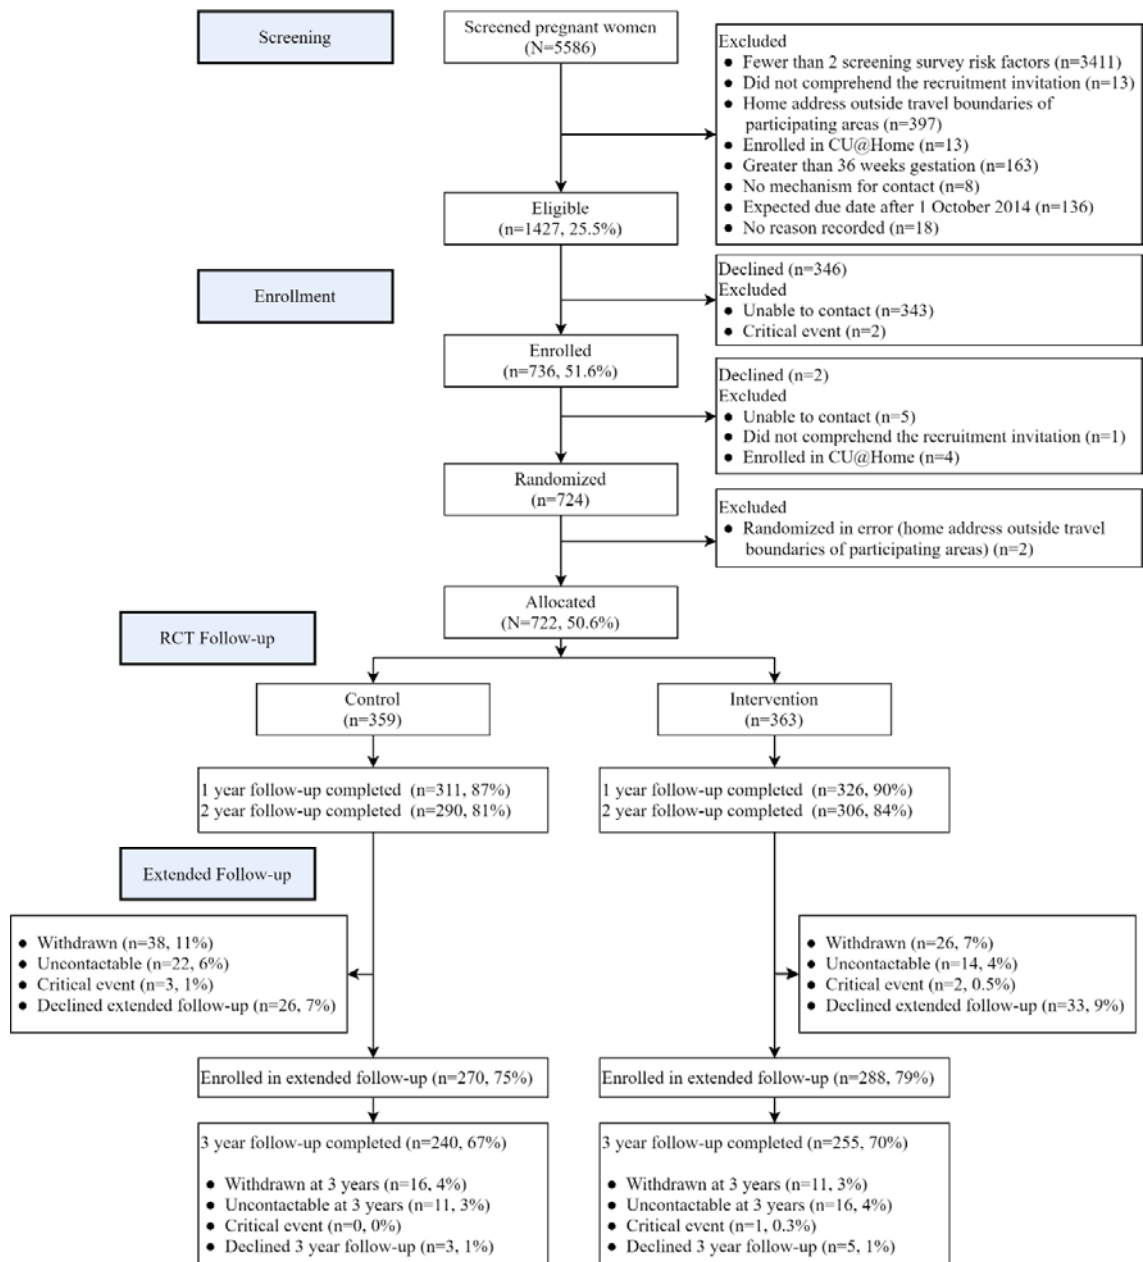 Screening
Screened pregnant women
(N=5586)
Excluded
● Fewer than 2 screening survey risk factors (n=3411)
● Did not comprehend the recruitment invitation (n=13)
● Home address outside travel boundaries of
participating areas (n=397)
● Enrolled in CU@Home (n=13)
● Greater than 36 weeks gestation (n=163)
● No mechanism for contact (n=8)
● Expected due date after 1 October 2014 (n=136)
● No reason recorded (n=18)
Eligible
(n=1427, 25.5%)
Enrollment
Declined (n=346)
Excluded
● Unable to contact (n=343)
● Critical event (n=2)
Enrolled
(n=736, 51.6%)
Declined (n=2)
Excluded
● Unable to contact (n=5)
● Did not comprehend the recruitment invitation (n=1)
● Enrolled in CU@Home (n=4)
Randomized
(n=724)
Excluded
● Randomized in error (home address outside travel
boundaries of participating areas) (n=2)
Allocated
(N=722, 50.6%)
RCT Follow-up
Control
(n=359)
Intervention
(n=363)
1 year follow-up completed (n=311, 87%)
2 year follow-up completed (n=290, 81%)
1 year follow-up completed (n=326, 90%)
2 year follow-up completed (n=306, 84%)
Extended Follow-up
● Withdrawn (n=38, 11%)
● Uncontactable (n=22, 6%)
● Critical event (n=3, 1%)
● Declined extended follow-up (n=26, 7%)
● Withdrawn (n=26, 7%)
● Uncontactable (n=14, 4%)
● Critical event (n=2, 0.5%)
● Declined extended follow-up (n=33, 9%)
Enrolled in extended follow-up (n=270, 75%)
Enrolled in extended follow-up (n=288, 79%)
3 year follow-up completed (n=240, 67%)
● Withdrawn at 3 years (n=16, 4%)
● Uncontactable at 3 years (n=11, 3%)
● Critical event (n=0, 0%)
● Declined 3 year follow-up (n=3, 1%)
3 year follow-up completed (n=255, 70%)
● Withdrawn at 3 years (n=11, 3%)
● Uncontactable at 3 years (n=16, 4%)
● Critical event (n=1, 0.3%)
● Declined 3 year follow-up (n=5, 1%)